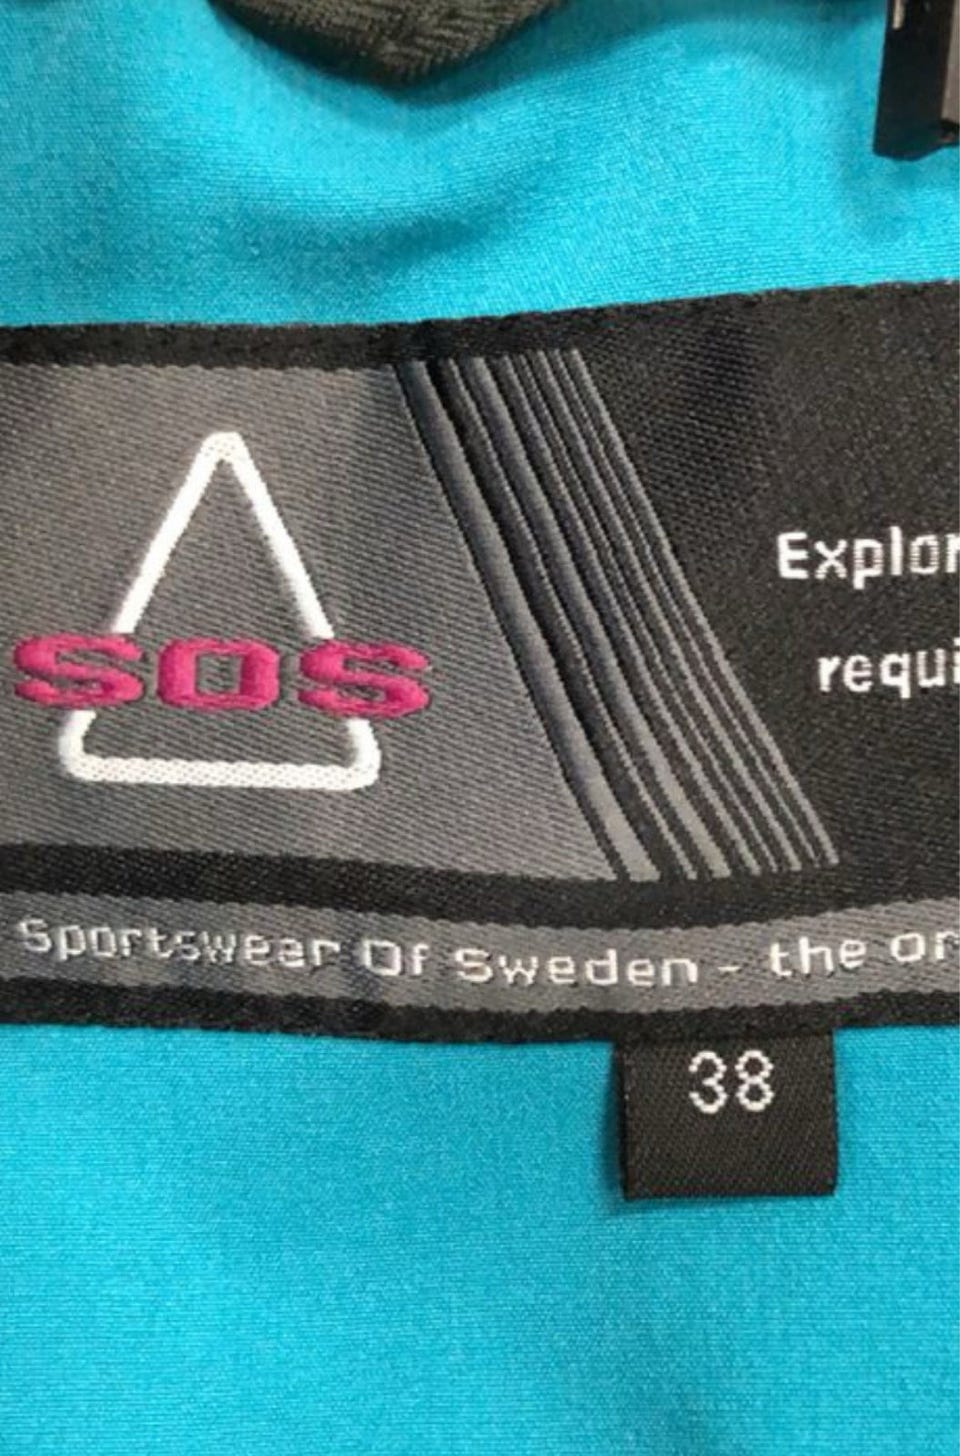 SOS
Explor
requi
Sportswear Of Sweden - the or
38